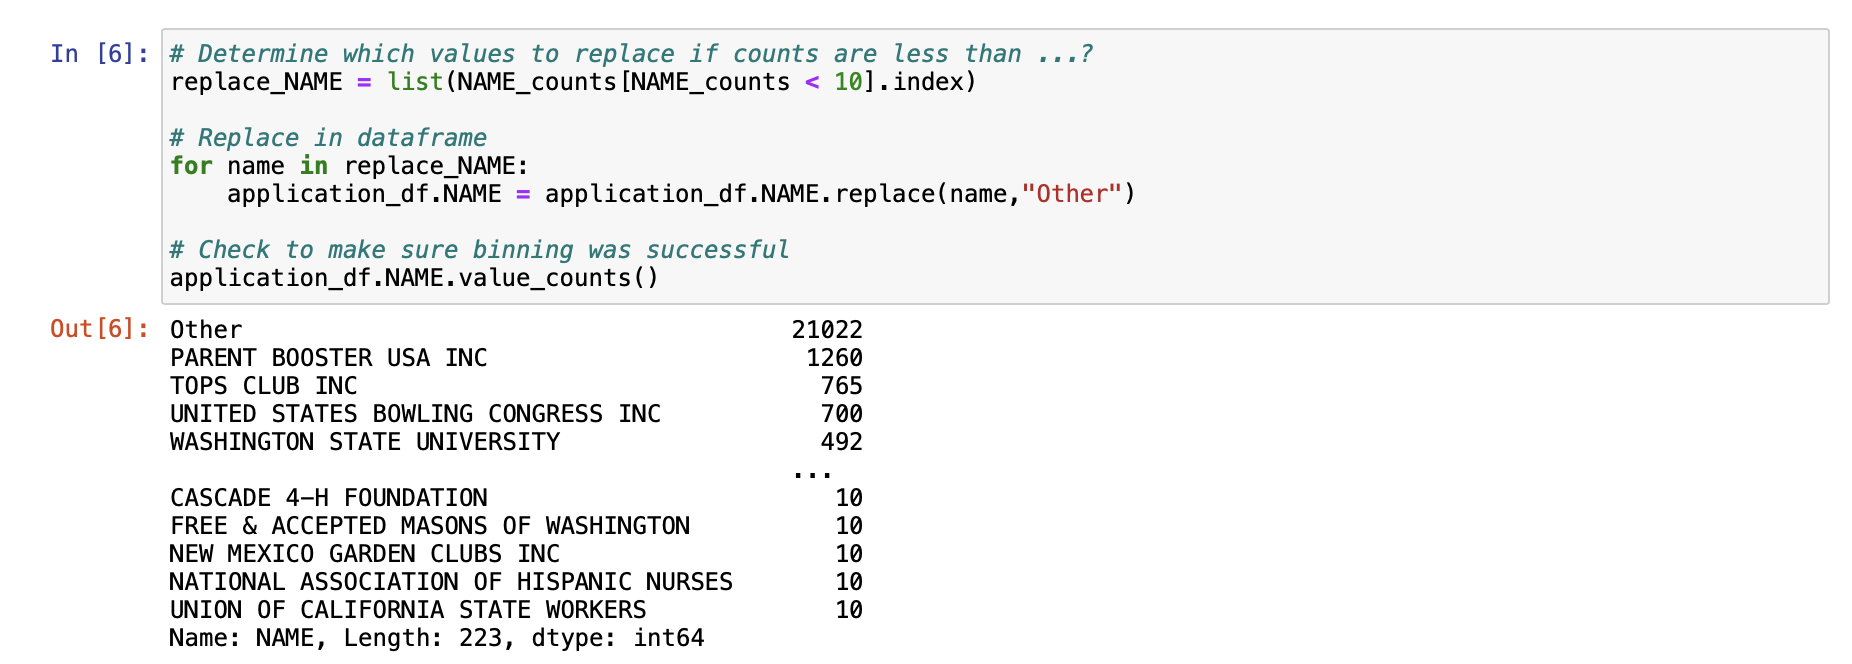 In [6]: # Determine which values to replace if counts are less than ...?
replace_NAME = list(NAME_counts[NAME_counts < 10].index)
# Replace in dataframe
for name in replace_NAME:
    application_df.NAME = application_df.NAME.replace(name,"Other")
# Check to make sure binning was successful
application_df.NAME.value_counts()
Out[6]: Other 21022
PARENT BOOSTER USA INC 1260
TOPS CLUB INC 765
UNITED STATES BOWLING CONGRESS INC 700
WASHINGTON STATE UNIVERSITY 492
...
CASCADE 4-H FOUNDATION 10
FREE & ACCEPTED MASONS OF WASHINGTON 10
NEW MEXICO GARDEN CLUBS INC 10
NATIONAL ASSOCIATION OF HISPANIC NURSES 10
UNION OF CALIFORNIA STATE WORKERS 10
Name: NAME, Length: 223, dtype: int64